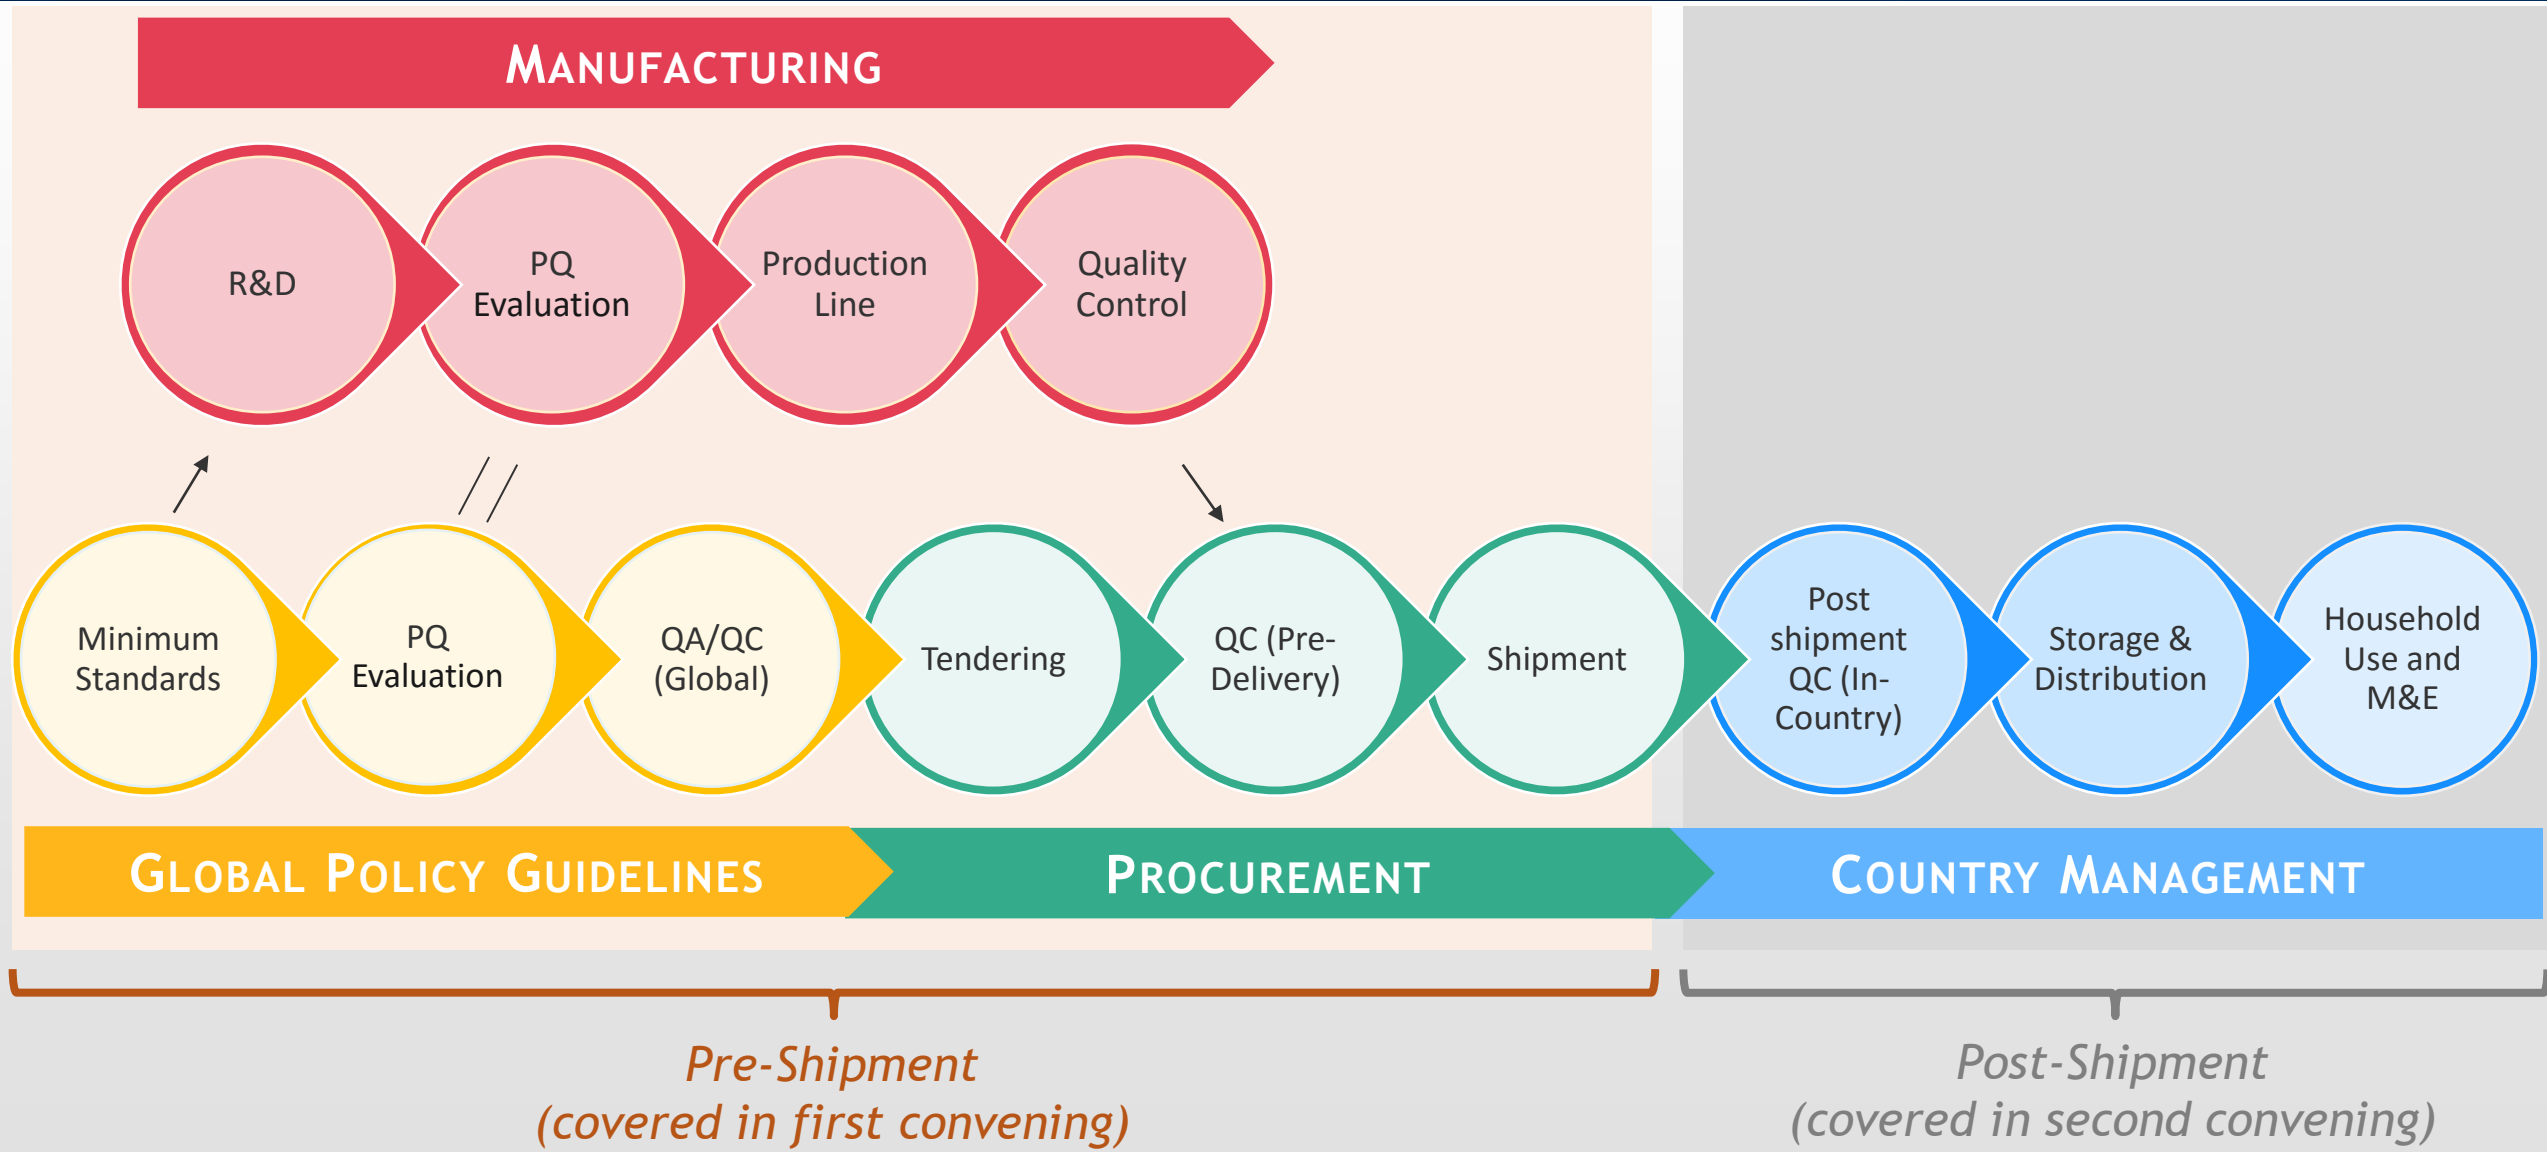 MANUFACTURING
R&D
PQ
Evaluation
Production
Line
Quality
Control
Minimum
Standards
PQ
Evaluation
QA/QC
(Global)
Tendering
QC (Pre-
Delivery)
Shipment
Post
shipment
QC (In-
Country)
Storage &
Distribution
Household
Use and
M&E
GLOBAL POLICY GUIDELINES
PROCUREMENT
COUNTRY MANAGEMENT
Pre-Shipment
(covered in first convening)
Post-Shipment
(covered in second convening)